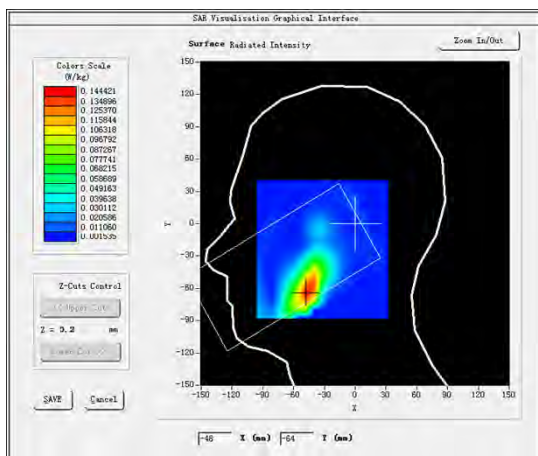 SAR Visualisation Graphical Interface
Surface Radiated Intensity
Zoom In/Out
Colors Scale
(W/kg)
0.144421
0.134896
0.125370
0.115844
0.106318
0.096792
0.087267
0.077741
0.068215
0.058689
0.049163
0.039638
0.030112
0.020586
0.011060
0.001535
150
120
90
60
30
0
-30
-60
-90
-120
-150
Y
-150 -120 -90 -60 -30 0 30 60 90 120 150
X
Z-Cuts Control
Z = 0.2 mm
SAVE
Cancel
-48 X (mm) -64 Y (mm)